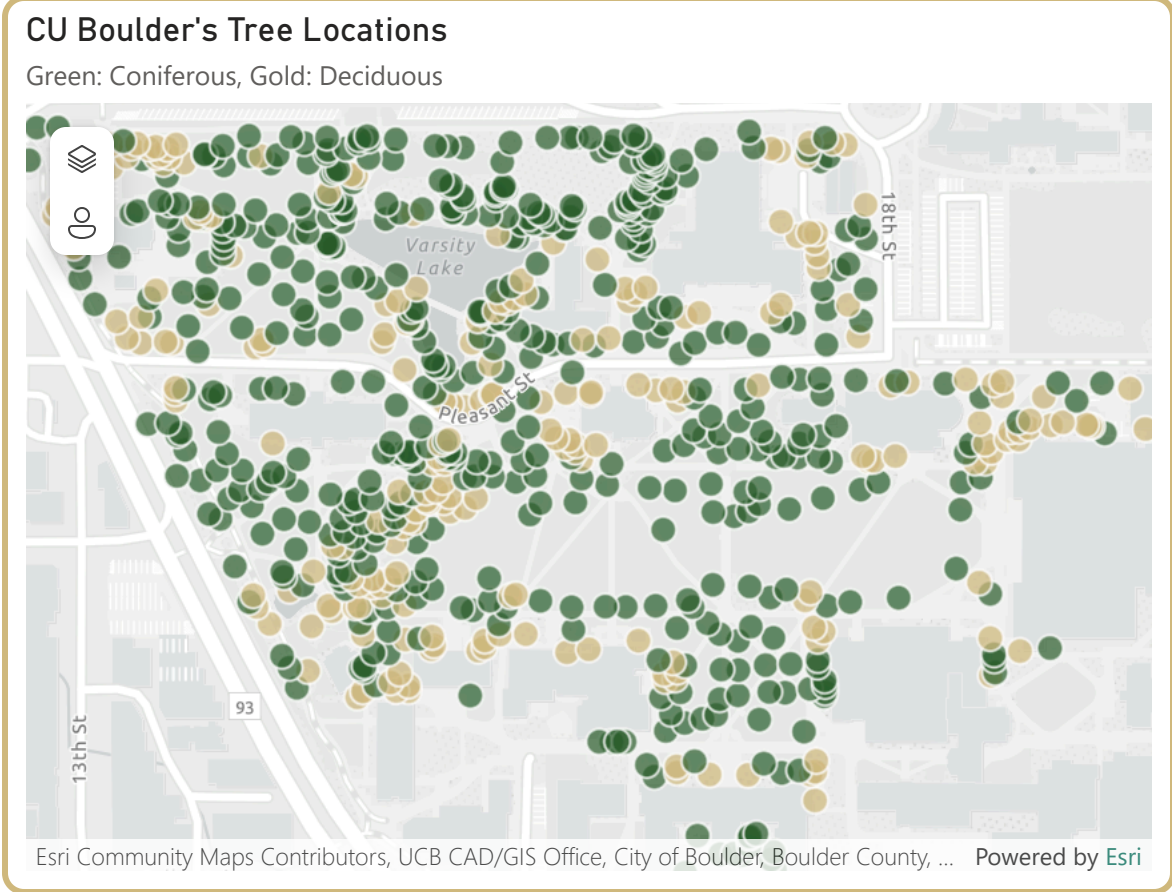 CU Boulder's Tree Locations
Green: Coniferous, Gold: Deciduous
18th St
Varsity
Lake
Pleasant St
93
13th St
Esri Community Maps Contributors, UCB CAD/GIS Office, City of Boulder, Boulder County, ... Powered by Esri